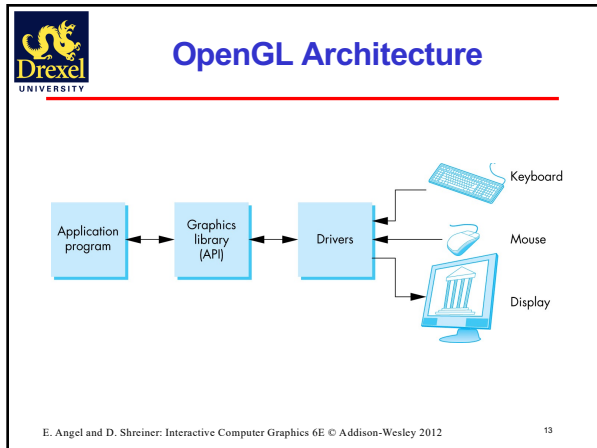 Drexel
UNIVERSITY
OpenGL Architecture
Application
program
Graphics
library
(API)
Drivers
Keyboard
Mouse
Display
E. Angel and D. Shreiner: Interactive Computer Graphics 6E © Addison-Wesley 2012
13